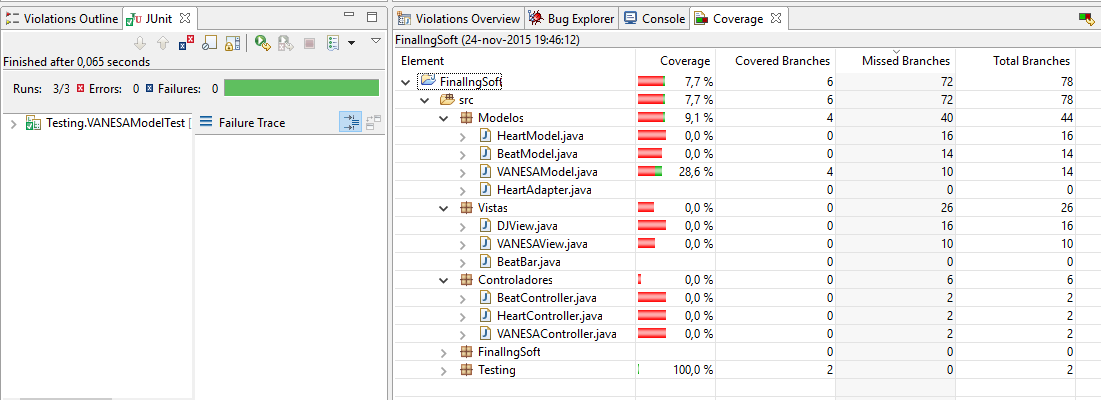 Violations Outline JUnit
Finished after 0,065 seconds
Runs: 3/3 Errors: 0 Failures: 0
Testing.VANESAModelTest [
Failure Trace
Violations Overview Bug Explorer Console Coverage
FinalIngSoft (24-nov-2015 19:46:12)
Element Coverage Covered Branches Missed Branches Total Branches
FinalIngSoft 7,7 % 6 72 78
src 7,7 % 6 72 78
Modelos 9,1 % 4 40 44
HeartModel.java 0,0 % 0 16 16
BeatModel.java 0,0 % 0 14 14
VANESAModel.java 28,6 % 4 10 14
HeartAdapter.java 0 0 0
Vistas 0,0 % 0 26 26
DJView.java 0,0 % 0 16 16
VANESAView.java 0,0 % 0 10 10
BeatBar.java 0 0 0
Controladores 0,0 % 0 6 6
BeatController.java 0,0 % 0 2 2
HeartController.java 0,0 % 0 2 2
VANESAController.java 0,0 % 0 2 2
FinalIngSoft 0 0 0
Testing 100,0 % 2 0 2